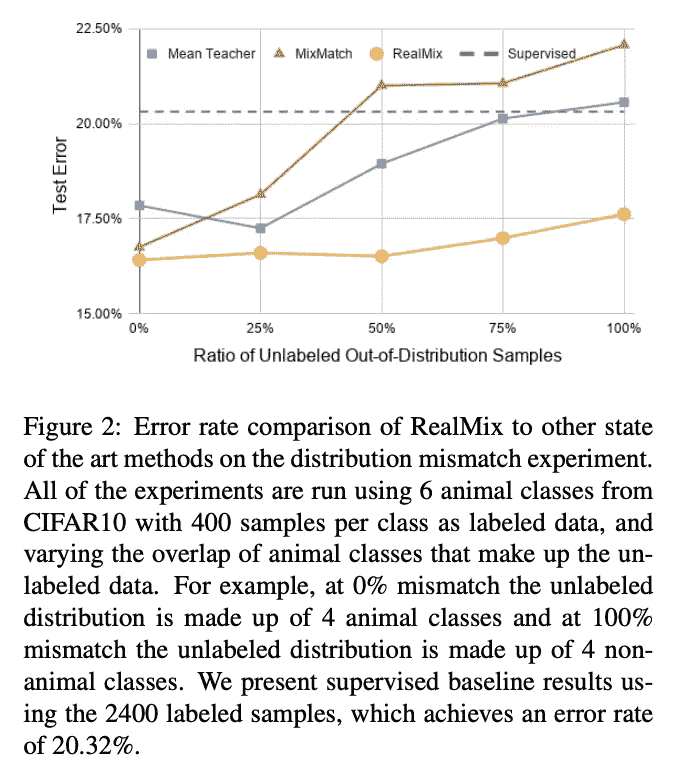 22.50%
Mean Teacher MixMatch RealMix Supervised
20.00%
Test Error
17.50%
15.00%
0% 25% 50% 75% 100%
Ratio of Unlabeled Out-of-Distribution Samples
Figure 2: Error rate comparison of RealMix to other state
of the art methods on the distribution mismatch experiment.
All of the experiments are run using 6 animal classes from
CIFAR10 with 400 samples per class as labeled data, and
varying the overlap of animal classes that make up the un-
labeled data. For example, at 0% mismatch the unlabeled
distribution is made up of 4 animal classes and at 100%
mismatch the unlabeled distribution is made up of 4 non-
animal classes. We present supervised baseline results us-
ing the 2400 labeled samples, which achieves an error rate
of 20.32%.